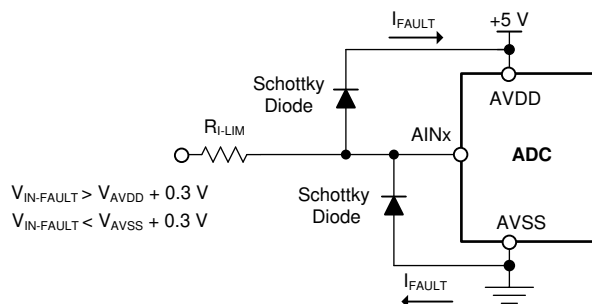 I_FAULT
+5 V
Schottky
Diode
AVDD
R_I-LIM
AINx
ADC
V_IN-FAULT > V_AVDD + 0.3 V
V_IN-FAULT < V_AVSS + 0.3 V
Schottky
Diode
AVSS
I_FAULT